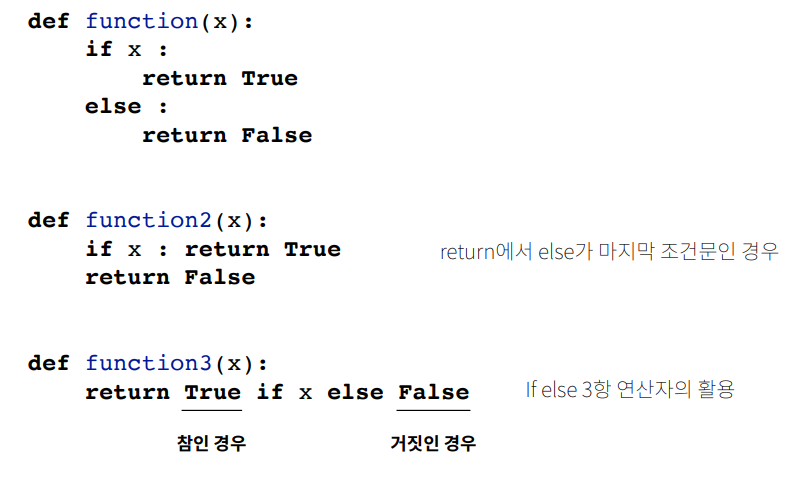 def function(x):
if x :
return True
else :
return False
def function2(x):
if x : return True
return에서 else가 마지막 조건문인 경우
return False
def function3(x):
return True if x else False
If else 3항 연산자의 활용
참인 경우
거짓인 경우